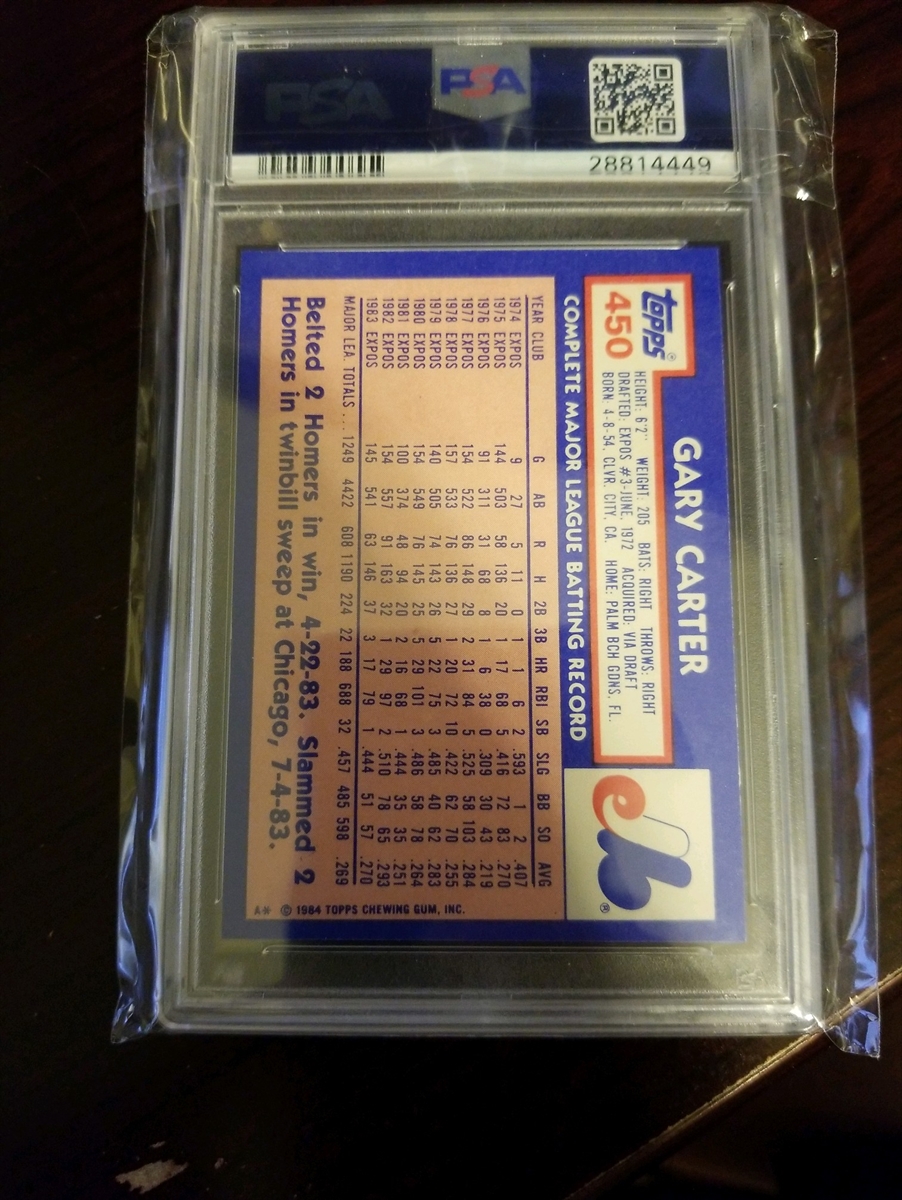 PSA
PSA
28814449
topps®
450
GARY CARTER
HEIGHT: 6'2" WEIGHT: 205 BATS: RIGHT THROWS: RIGHT
DRAFTED: EXPOS #3-JUNE, 1972 ACQUIRED: VIA DRAFT
BORN: 4-8-54, CLVR. CITY, CA. HOME: PALM BCH GDNS, FL.
®
COMPLETE MAJOR LEAGUE BATTING RECORD
YEAR CLUB G AB R H 2B 3B HR RBI SB SLG BB SO AVG
1974 EXPOS 9 27 5 11 0 1 1 6 2 .593 1 2 .407
1975 EXPOS 144 503 58 136 20 1 17 68 5 .416 72 83 .270
1976 EXPOS 91 311 31 68 8 1 6 38 0 .309 30 43 .219
1977 EXPOS 154 522 86 148 29 2 31 84 5 .525 58 103 .284
1978 EXPOS 157 533 76 136 27 1 20 72 10 .422 62 70 .255
1979 EXPOS 140 505 74 143 26 5 22 75 3 .485 40 62 .283
1980 EXPOS 154 549 76 145 25 5 29 101 3 .486 58 78 .264
1981 EXPOS 100 374 48 94 20 2 16 68 1 .444 35 35 .251
1982 EXPOS 154 557 91 163 32 1 29 97 2 .510 78 65 .293
1983 EXPOS 145 541 63 146 37 3 17 79 1 .444 51 57 .270
MAJOR LEA. TOTALS ... 1249 4422 608 1190 224 22 188 688 32 .457 485 598 .269
Belted 2 Homers in win, 4-22-83. Slammed 2
Homers in twinbill sweep at Chicago, 7-4-83.
A* © 1984 TOPPS CHEWING GUM, INC.